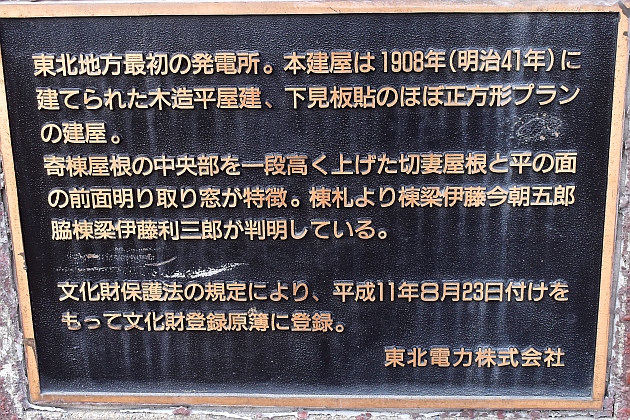 東北地方最初の発電所。本建屋は1908年(明治41年)に
建てられた木造平屋建、下見板貼のほぼ正方形プラン
の建屋。
寄棟屋根の中央部を一段高く上げた切妻屋根と平の面
の前面明り取り窓が特徴。棟札より棟梁伊藤今朝五郎
脇棟梁伊藤利三郎が判明している。
文化財保護法の規定により、平成11年8月23日付けを
もって文化財登録原簿に登録。
東北電力株式会社